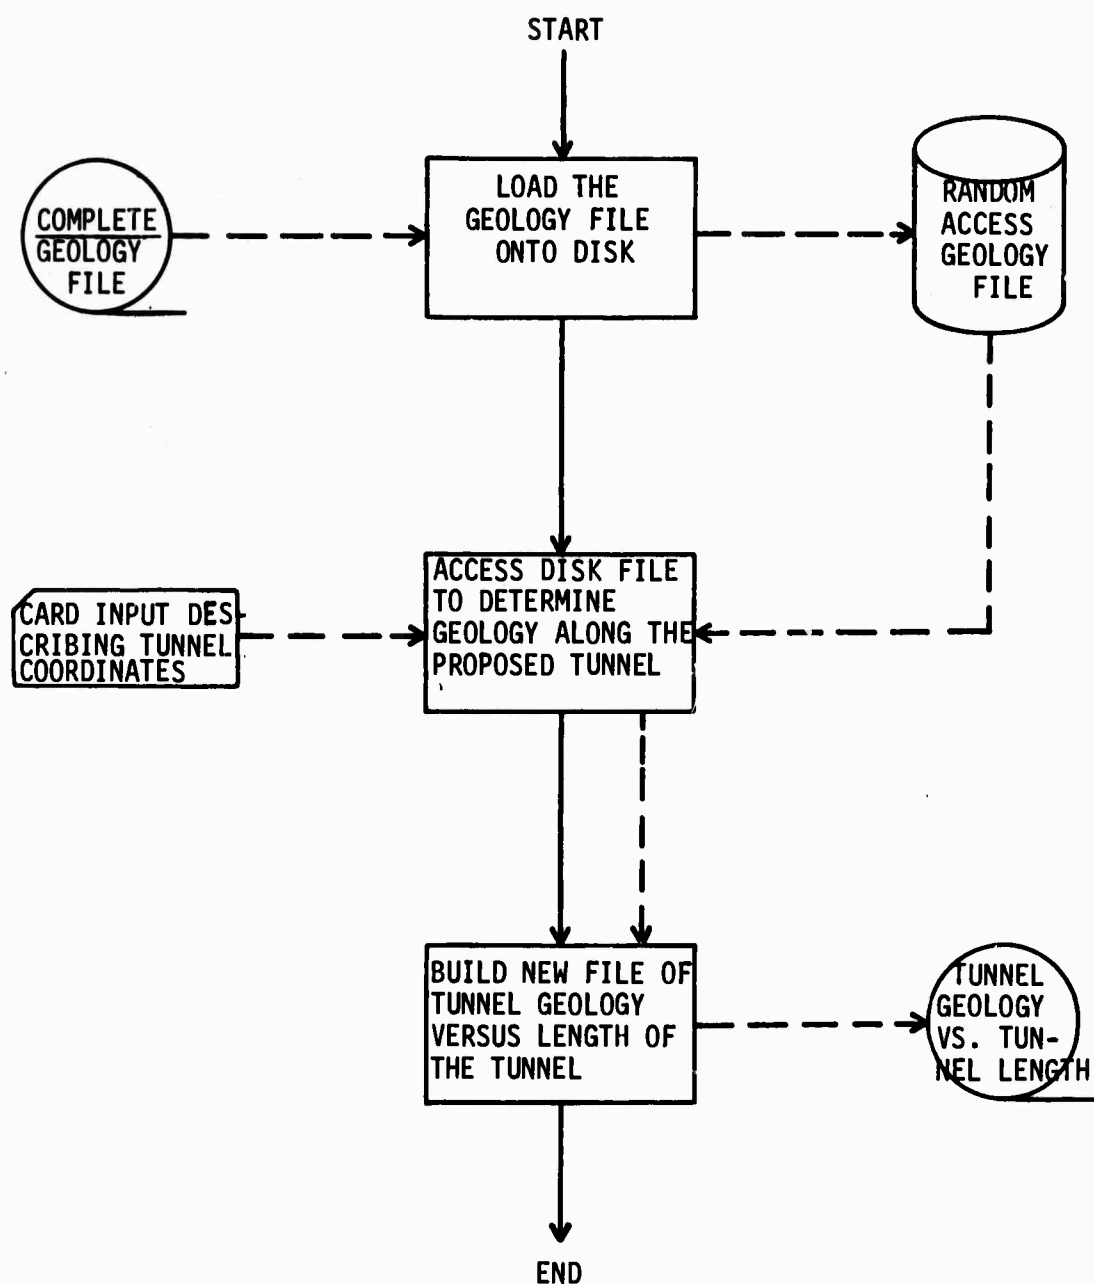 START
COMPLETE
GEOLOGY
FILE
LOAD THE
GEOLOGY FILE
ONTO DISK
RANDOM
ACCESS
GEOLOGY
FILE
CARD INPUT DES-
CRIBING TUNNEL
COORDINATES
ACCESS DISK FILE
TO DETERMINE
GEOLOGY ALONG THE
PROPOSED TUNNEL
BUILD NEW FILE OF
TUNNEL GEOLOGY
VERSUS LENGTH OF
THE TUNNEL
TUNNEL
GEOLOGY
VS. TUN-
NEL LENGTH
END